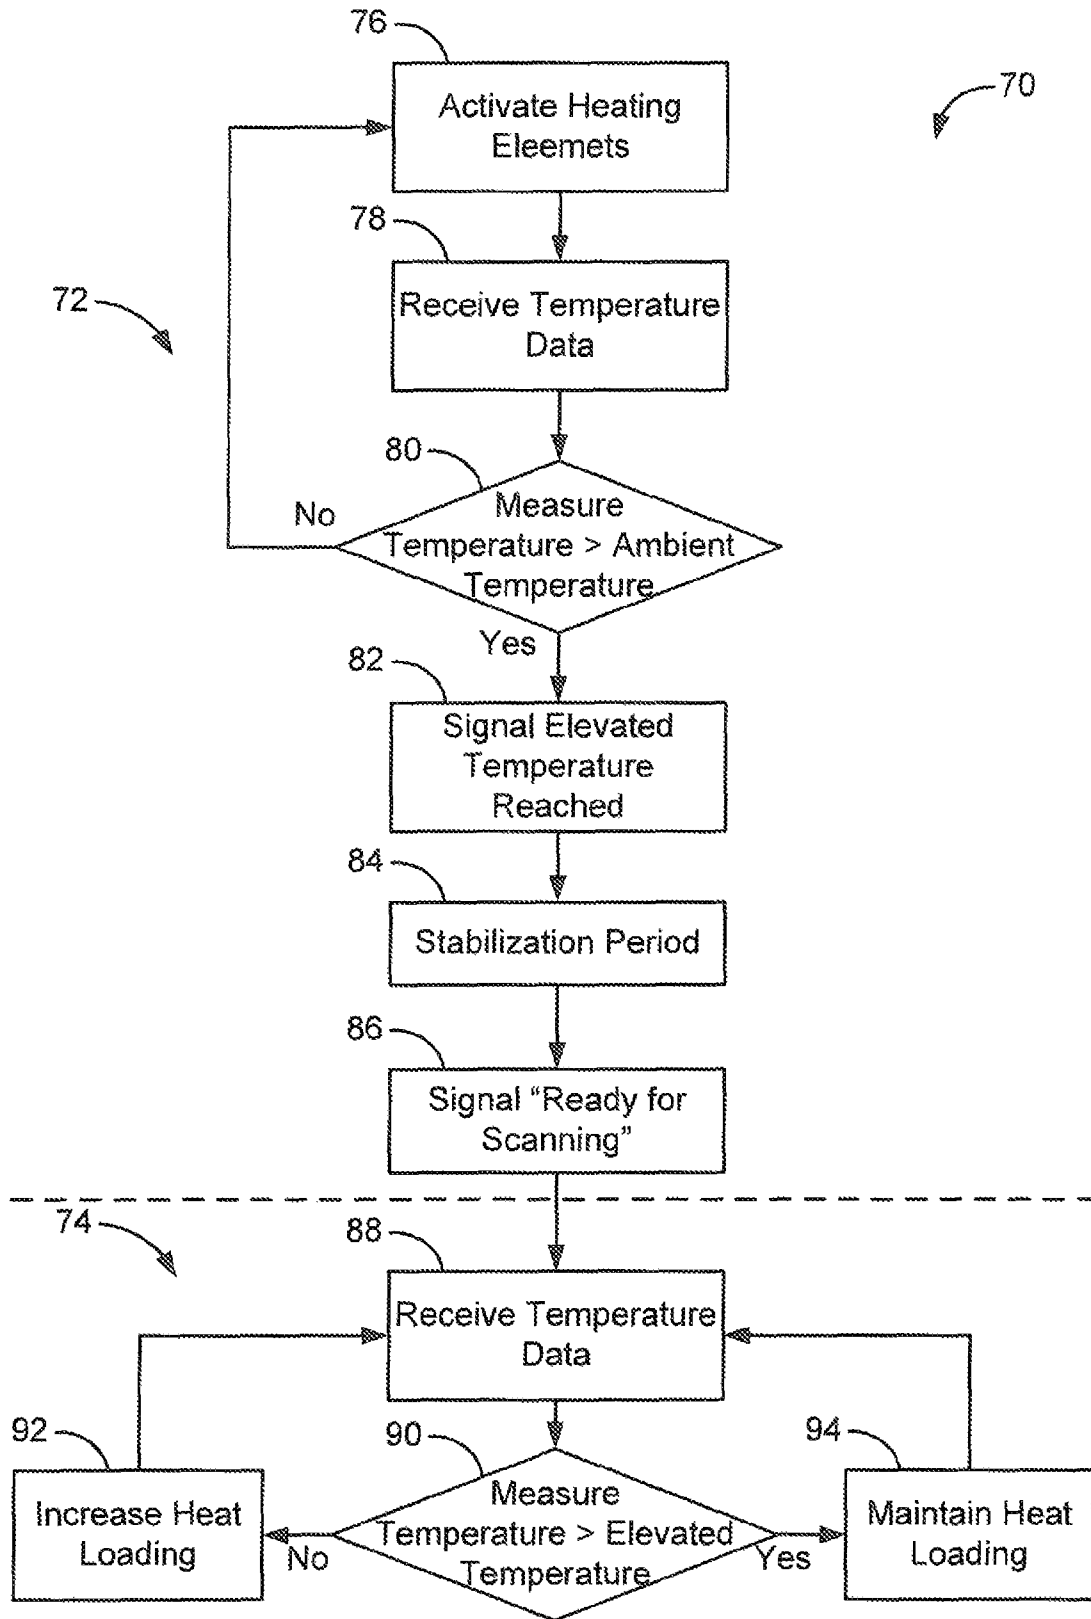 76
70
Activate Heating
Eleemets
78
Receive Temperature
Data
72
80
No
Measure
Temperature > Ambient
Temperature
Yes
82
Signal Elevated
Temperature
Reached
84
Stabilization Period
86
Signal “Ready for
Scanning”
74
88
Receive Temperature
Data
92
90
94
Increase Heat
Loading
No
Measure
Temperature > Elevated
Temperature
Yes
Maintain Heat
Loading